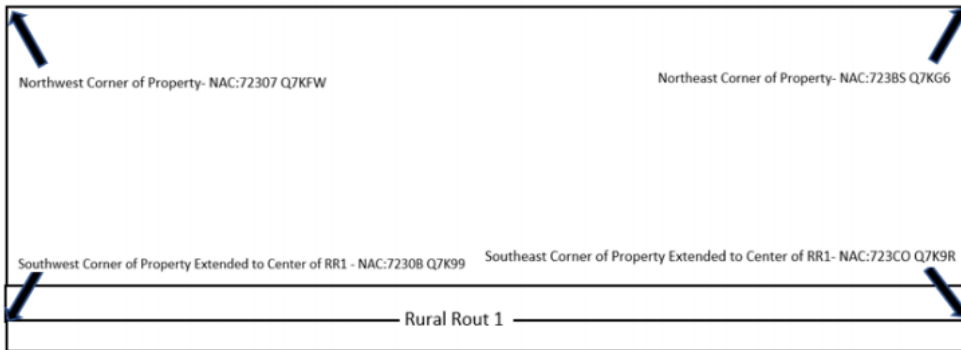 Northwest Corner of Property- NAC:72307 Q7KFW
Northeast Corner of Property- NAC:723BS Q7KG6
Southwest Corner of Property Extended to Center of RR1 - NAC:7230B Q7K99
Southeast Corner of Property Extended to Center of RR1- NAC:723CO Q7K9R
Rural Rout 1